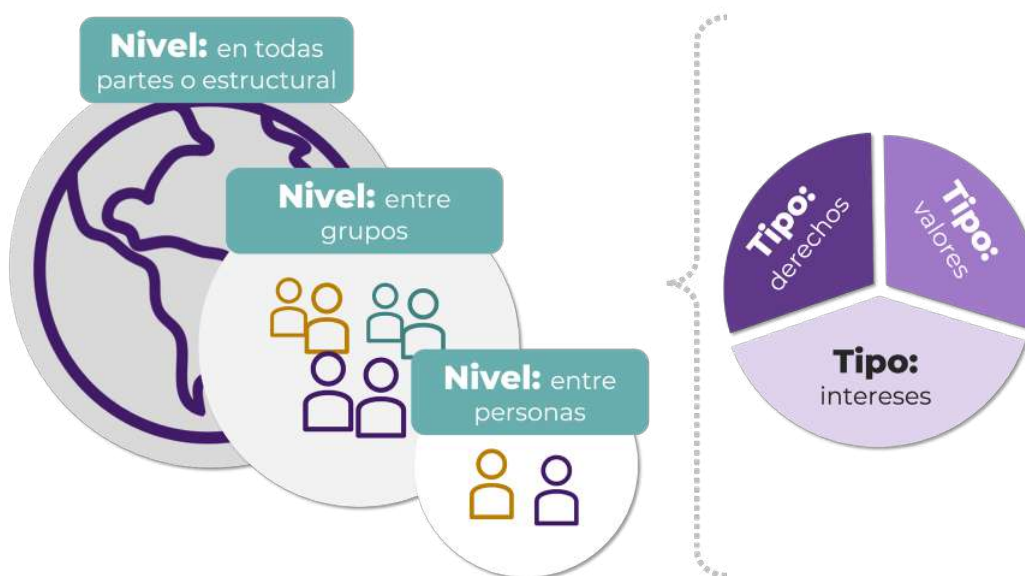 Nivel: en todas
partes o estructural
Nivel: entre
grupos
Nivel: entre
personas
Tipo:
derechos
Tipo:
valores
Tipo:
intereses